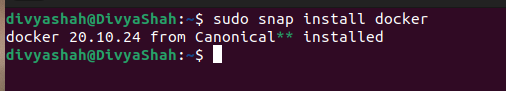 divyashah@DivyaShah:~$ sudo snap install docker
docker 20.10.24 from Canonical** installed
divyashah@DivyaShah:~$